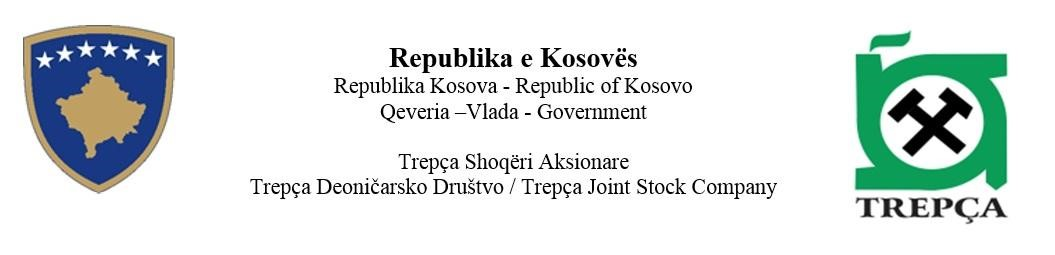 Republika e Kosovës
Republika Kosova - Republic of Kosovo
Qeveria –Vlada - Government
Trepça Shoqëri Aksionare
Trepça Deoničarsko Društvo / Trepça Joint Stock Company
TREPÇA